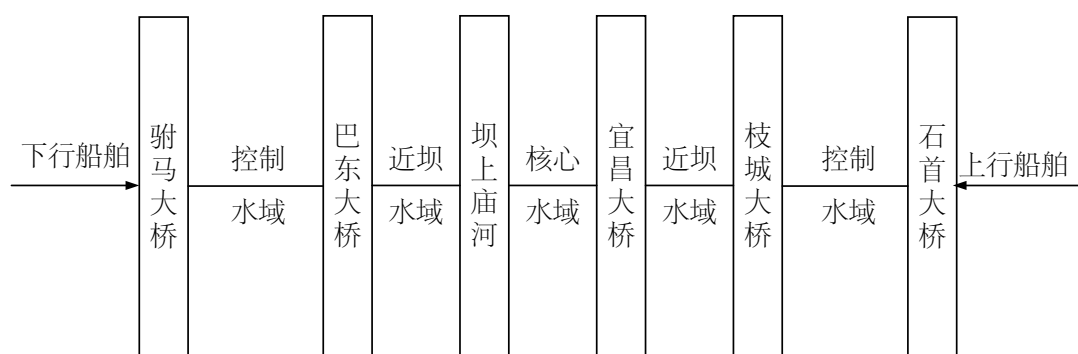 下行船舶
驸马大桥
控制
水域
巴东大桥
近坝
水域
坝上庙河
核心
水域
宜昌大桥
近坝
水域
枝城大桥
控制
水域
石首大桥
上行船舶